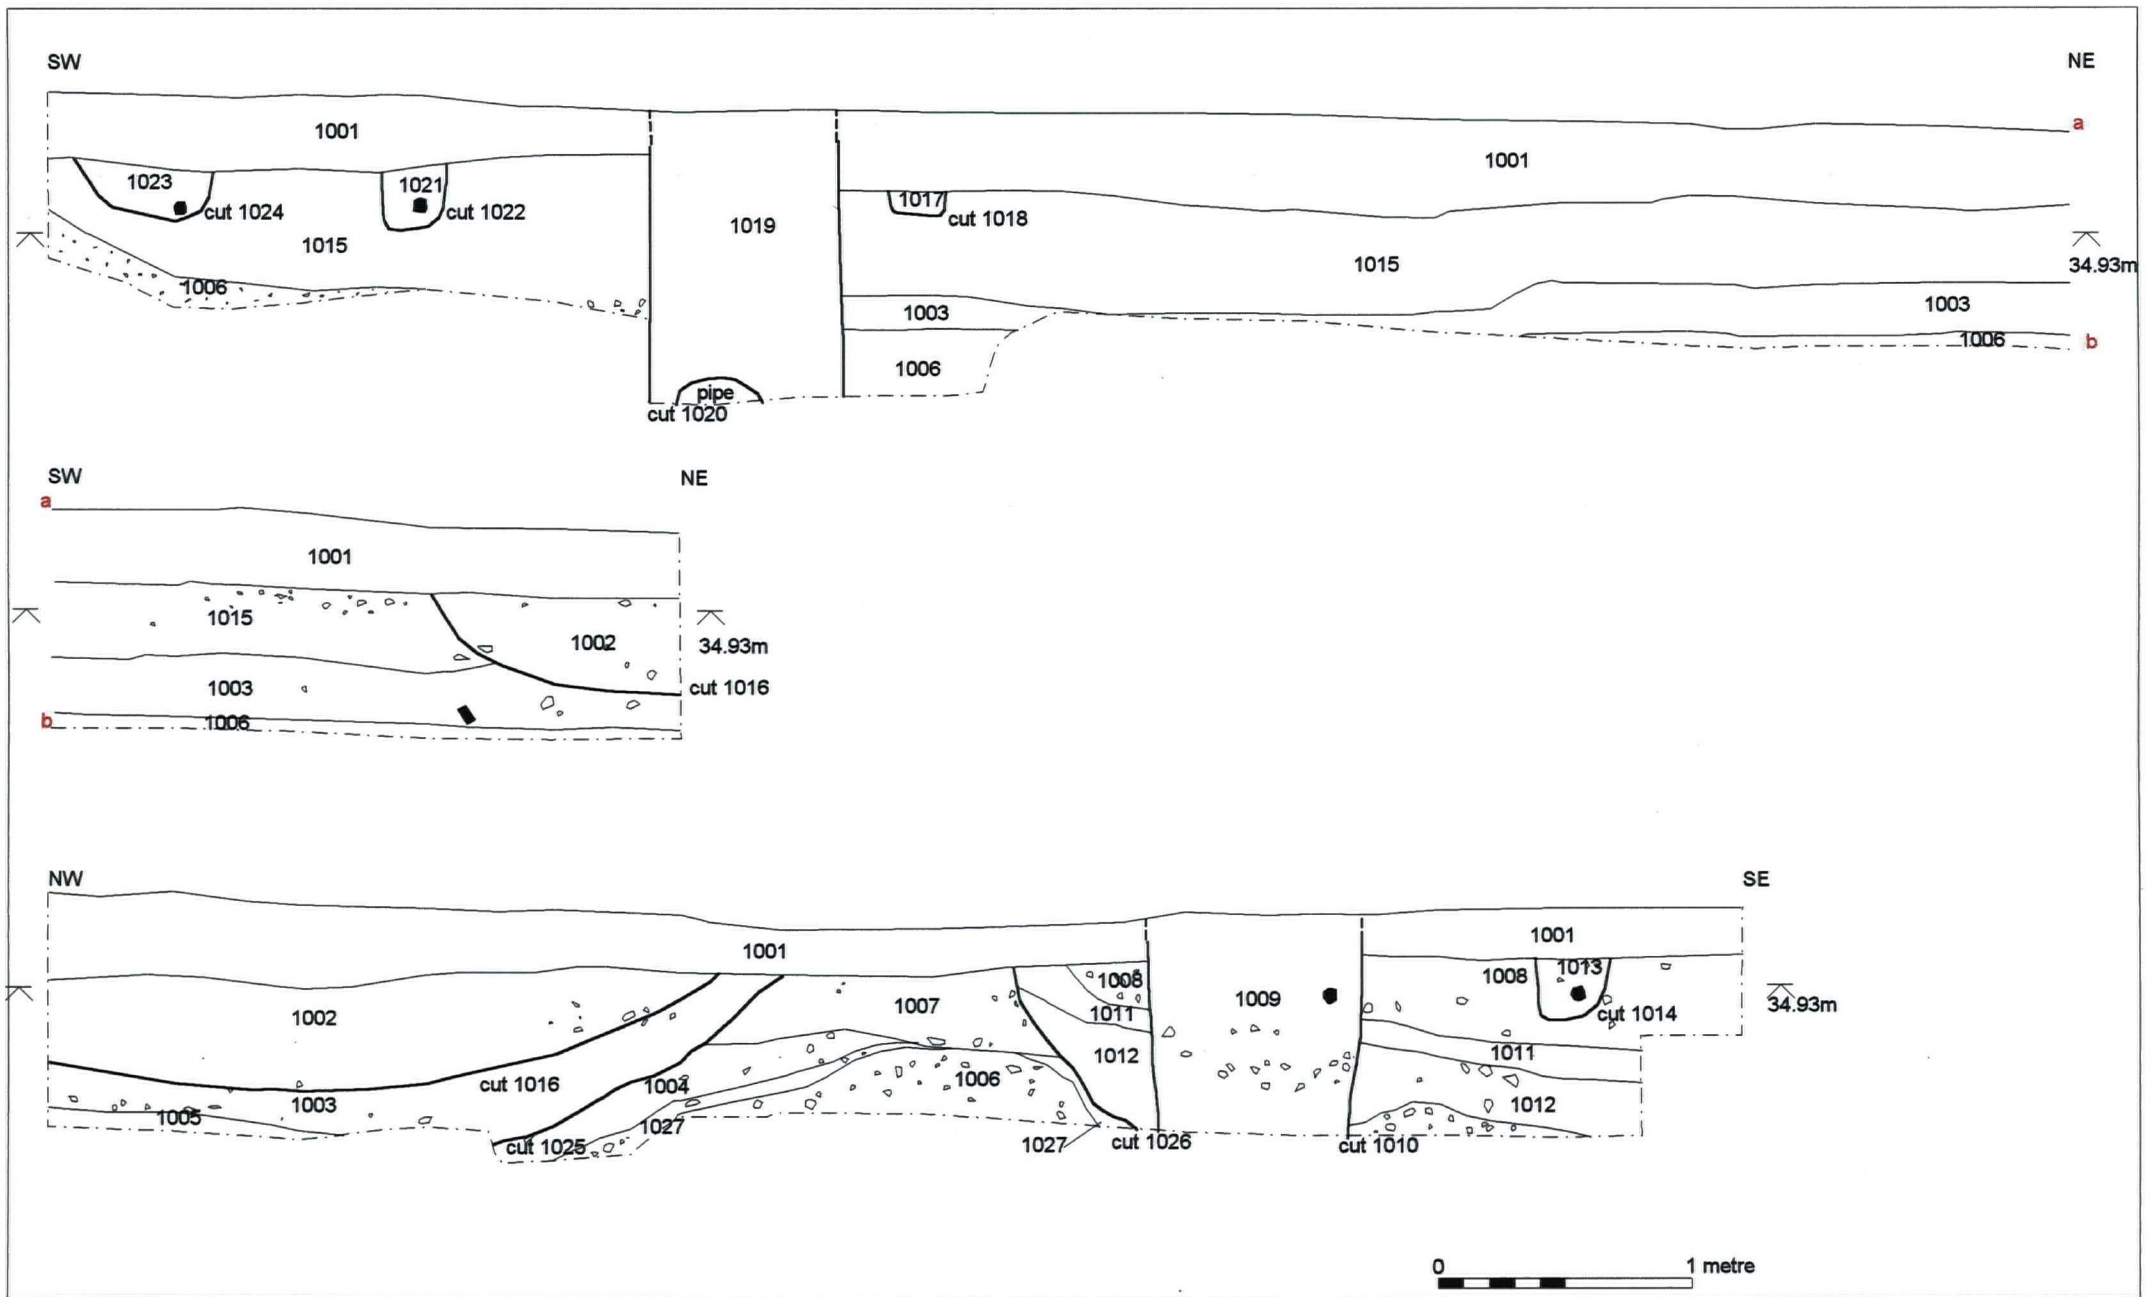 SW NE
a
1001
1001
1023 1021
cut 1024 cut 1022
1017
cut 1018
1019
1015
1015
34.93m
1006
1003
1003
1006
b
1006
pipe
cut 1020
SW NE
a
1001
1015
1002
34.93m
1003
cut 1016
b
1006
NW SE
1001
1001
1008
1008
1013
1002
1007
1009
1011
cut 1014
34.93m
1012
1011
1006
cut 1016
1004
1003
1005
1012
1027
cut 1025
1027
cut 1026
cut 1010
0 1 metre